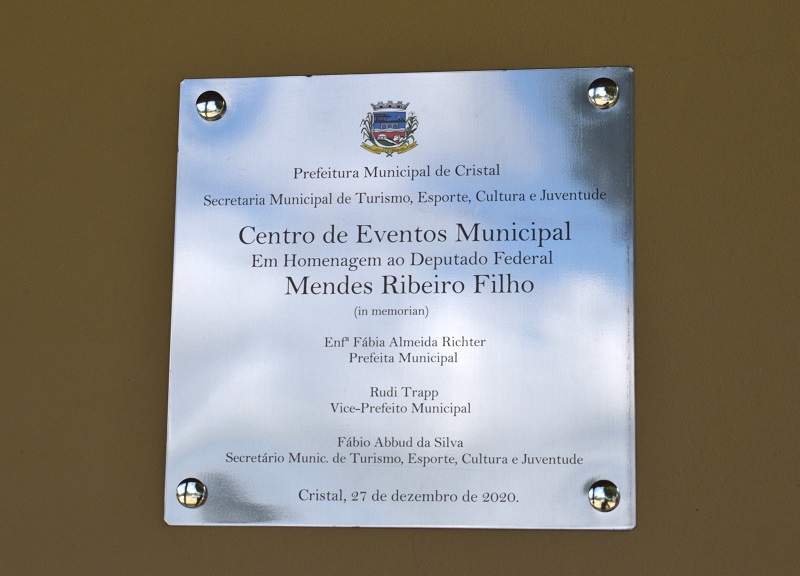 Prefeitura Municipal de Cristal
Secretaria Municipal de Turismo, Esporte, Cultura e Juventude
Centro de Eventos Municipal
Em Homenagem ao Deputado Federal
Mendes Ribeiro Filho
(in memorian)
Enfª Fábia Almeida Richter
Prefeita Municipal
Rudi Trapp
Vice-Prefeito Municipal
Fábio Abbud da Silva
Secretário Munic. de Turismo, Esporte, Cultura e Juventude
Cristal, 27 de dezembro de 2020.